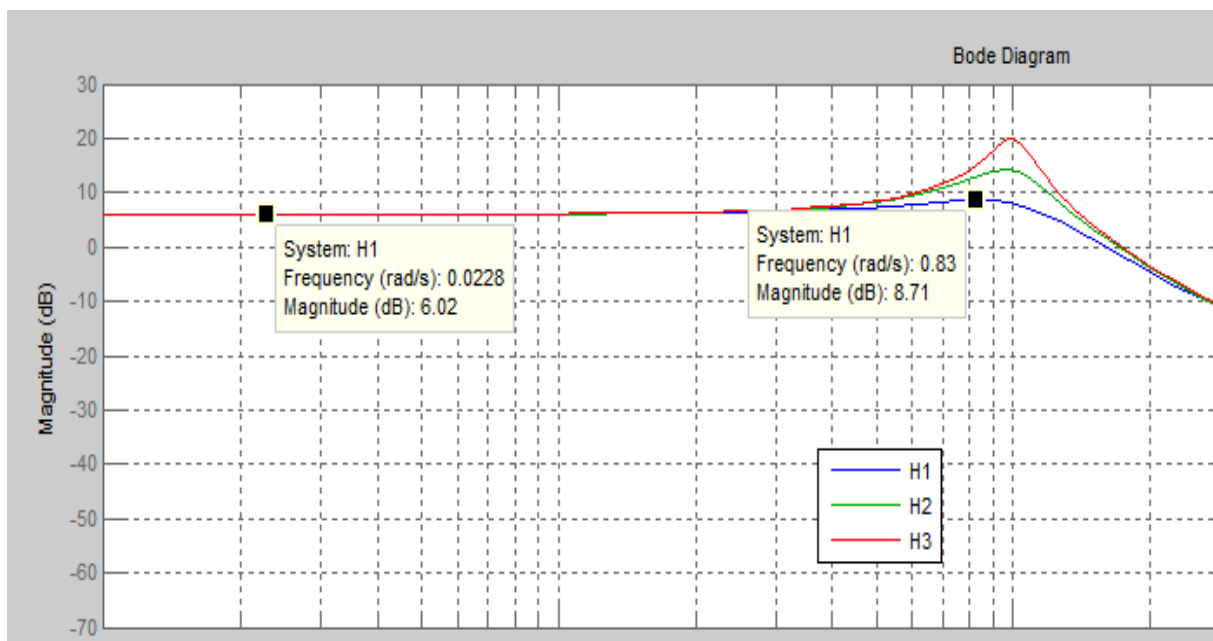 Bode Diagram
30
20
10
0
-10
-20
-30
-40
-50
-60
-70
Magnitude (dB)
System: H1
Frequency (rad/s): 0.0228
Magnitude (dB): 6.02
System: H1
Frequency (rad/s): 0.83
Magnitude (dB): 8.71
H1
H2
H3